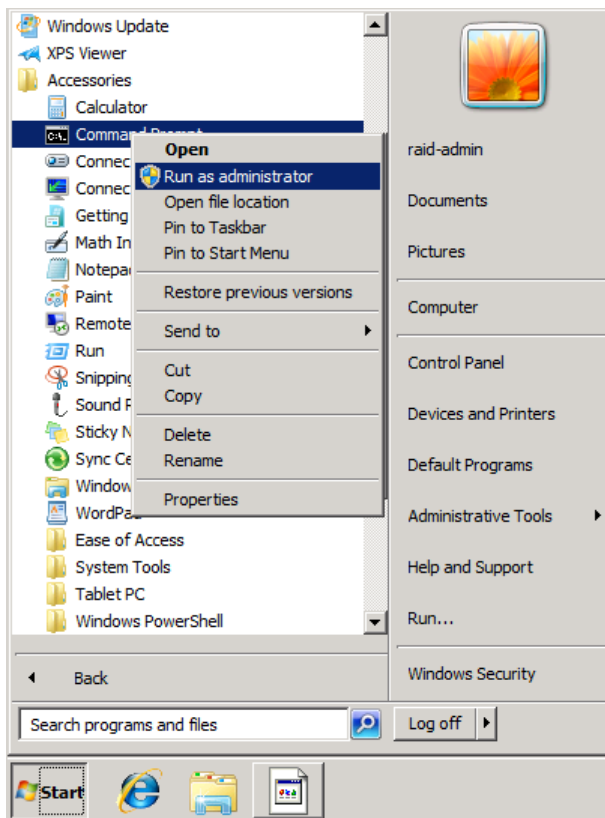 Windows Update
XPS Viewer
Accessories
Calculator
Command Prompt
Connec
Connec
Getting
Math In
Notepa
Paint
Remote
Run
Snipping
Sound R
Sticky N
Sync Ce
Window
WordPa
Ease of Access
System Tools
Tablet PC
Windows PowerShell
Back
Search programs and files
Open
Run as administrator
Open file location
Pin to Taskbar
Pin to Start Menu
Restore previous versions
Send to
Cut
Copy
Delete
Rename
Properties
raid-admin
Documents
Pictures
Computer
Control Panel
Devices and Printers
Default Programs
Administrative Tools
Help and Support
Run...
Windows Security
Log off
Start